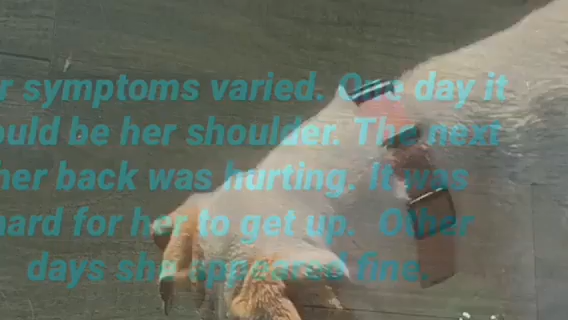 r symptoms varied. One day it
ould be her shoulder. The next
her back was hurting. It was
hard for her to get up. Other
days she appeared fine.